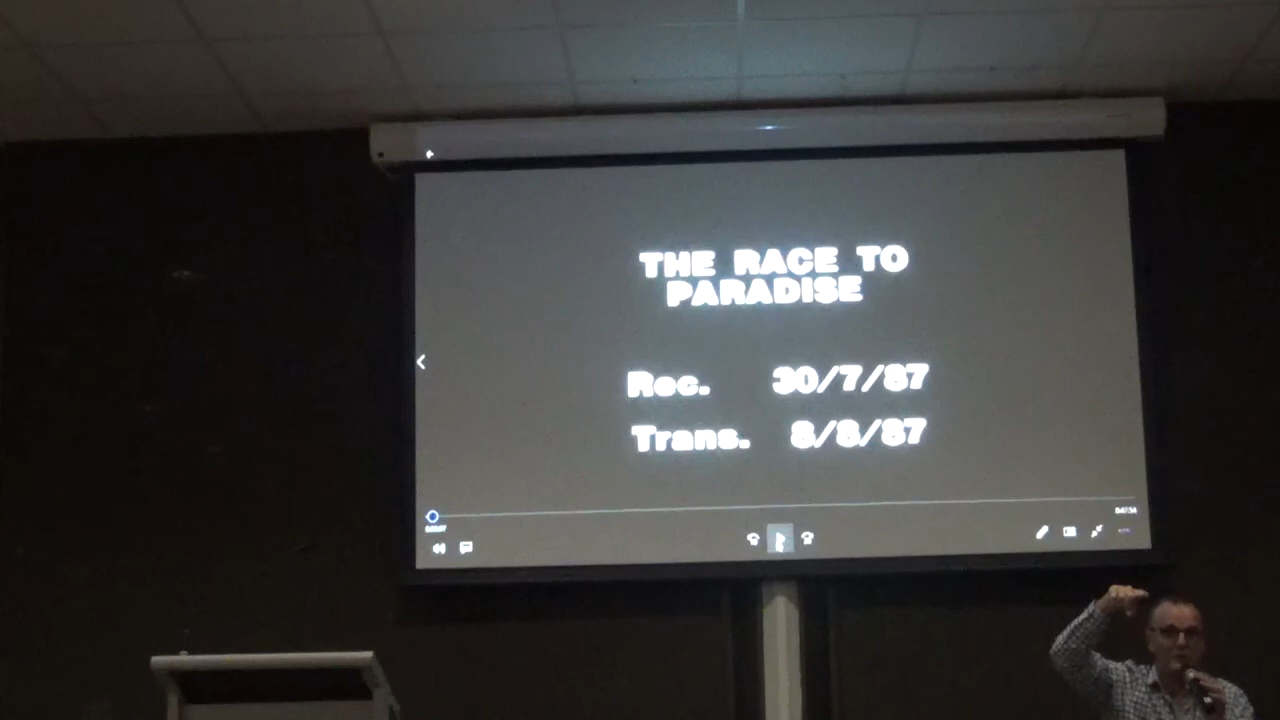 THE RACE TO
PARADISE
Rec. 30/7/87
Trans. 8/8/87